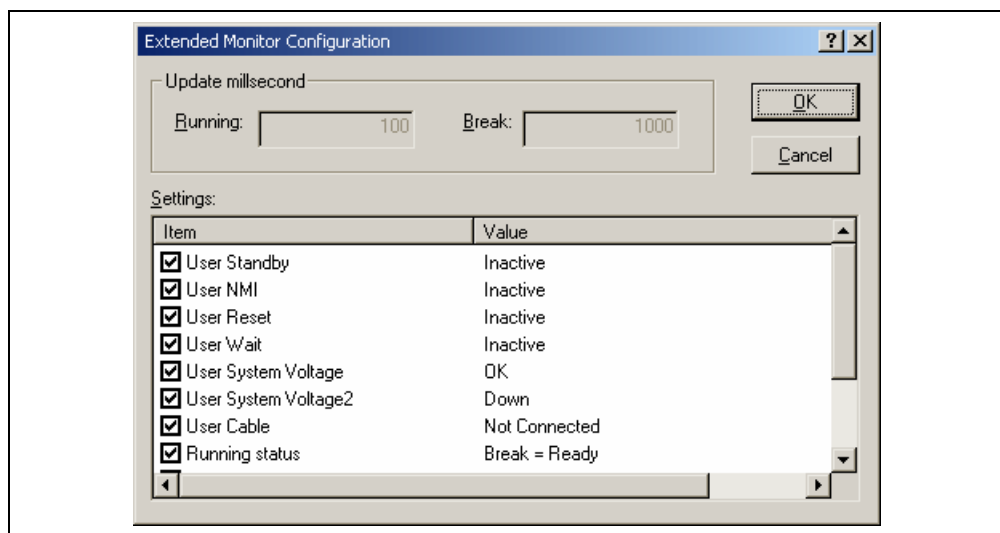 Extended Monitor Configuration
Update millsecond
Running: 100 Break: 1000
OK
Cancel
Settings:
Item Value
User Standby Inactive
User NMI Inactive
User Reset Inactive
User Wait Inactive
User System Voltage OK
User System Voltage2 Down
User Cable Not Connected
Running status Break = Ready